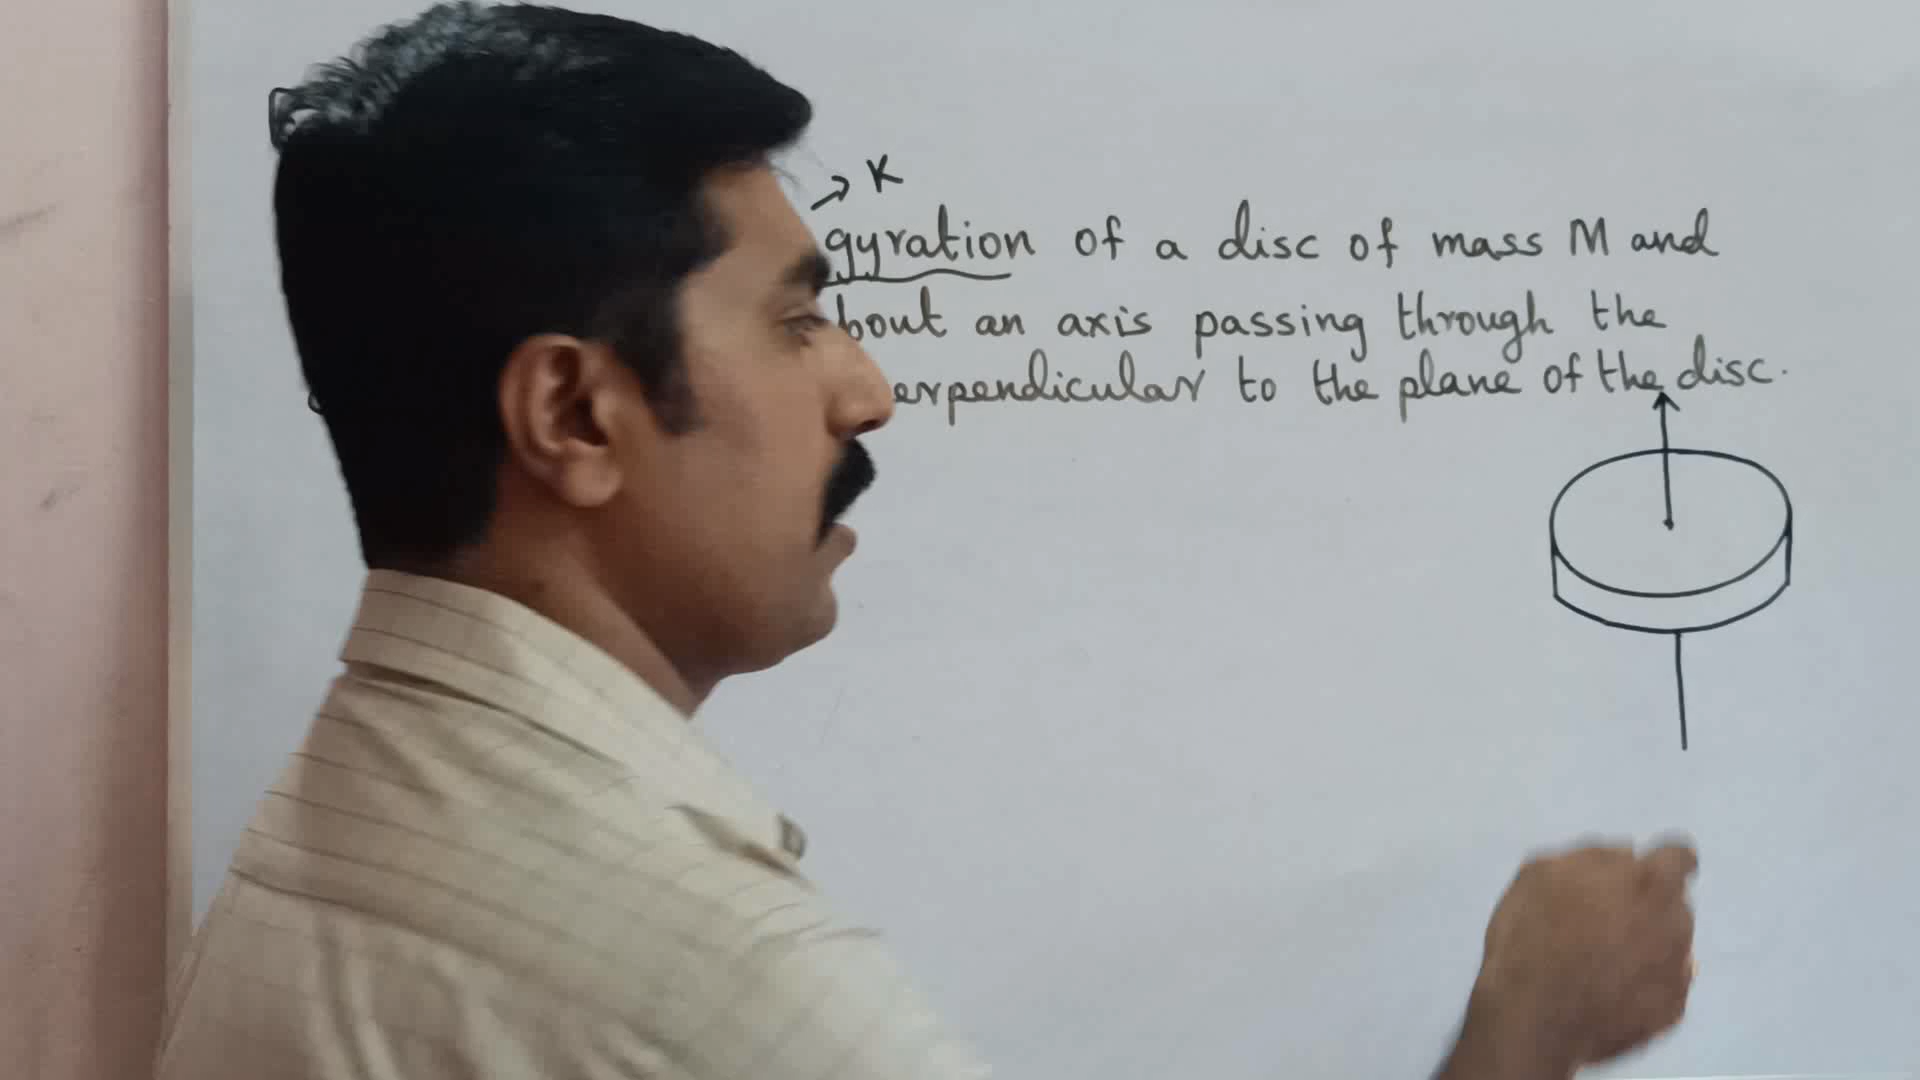 K
gyration of a disc of mass M and
bout an axis passing through the
erpendicular to the plane of the disc.